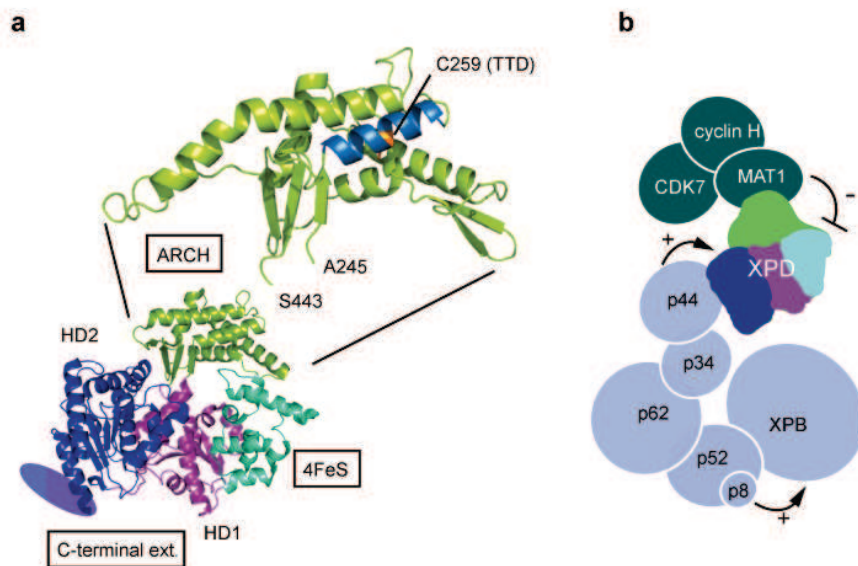 a
C259 (TTD)
ARCH
A245
S443
HD2
4FeS
HD1
C-terminal ext.
b
cyclin H
CDK7
MAT1
-
+
XPD
p44
p34
p62
XPB
p52
p8
+